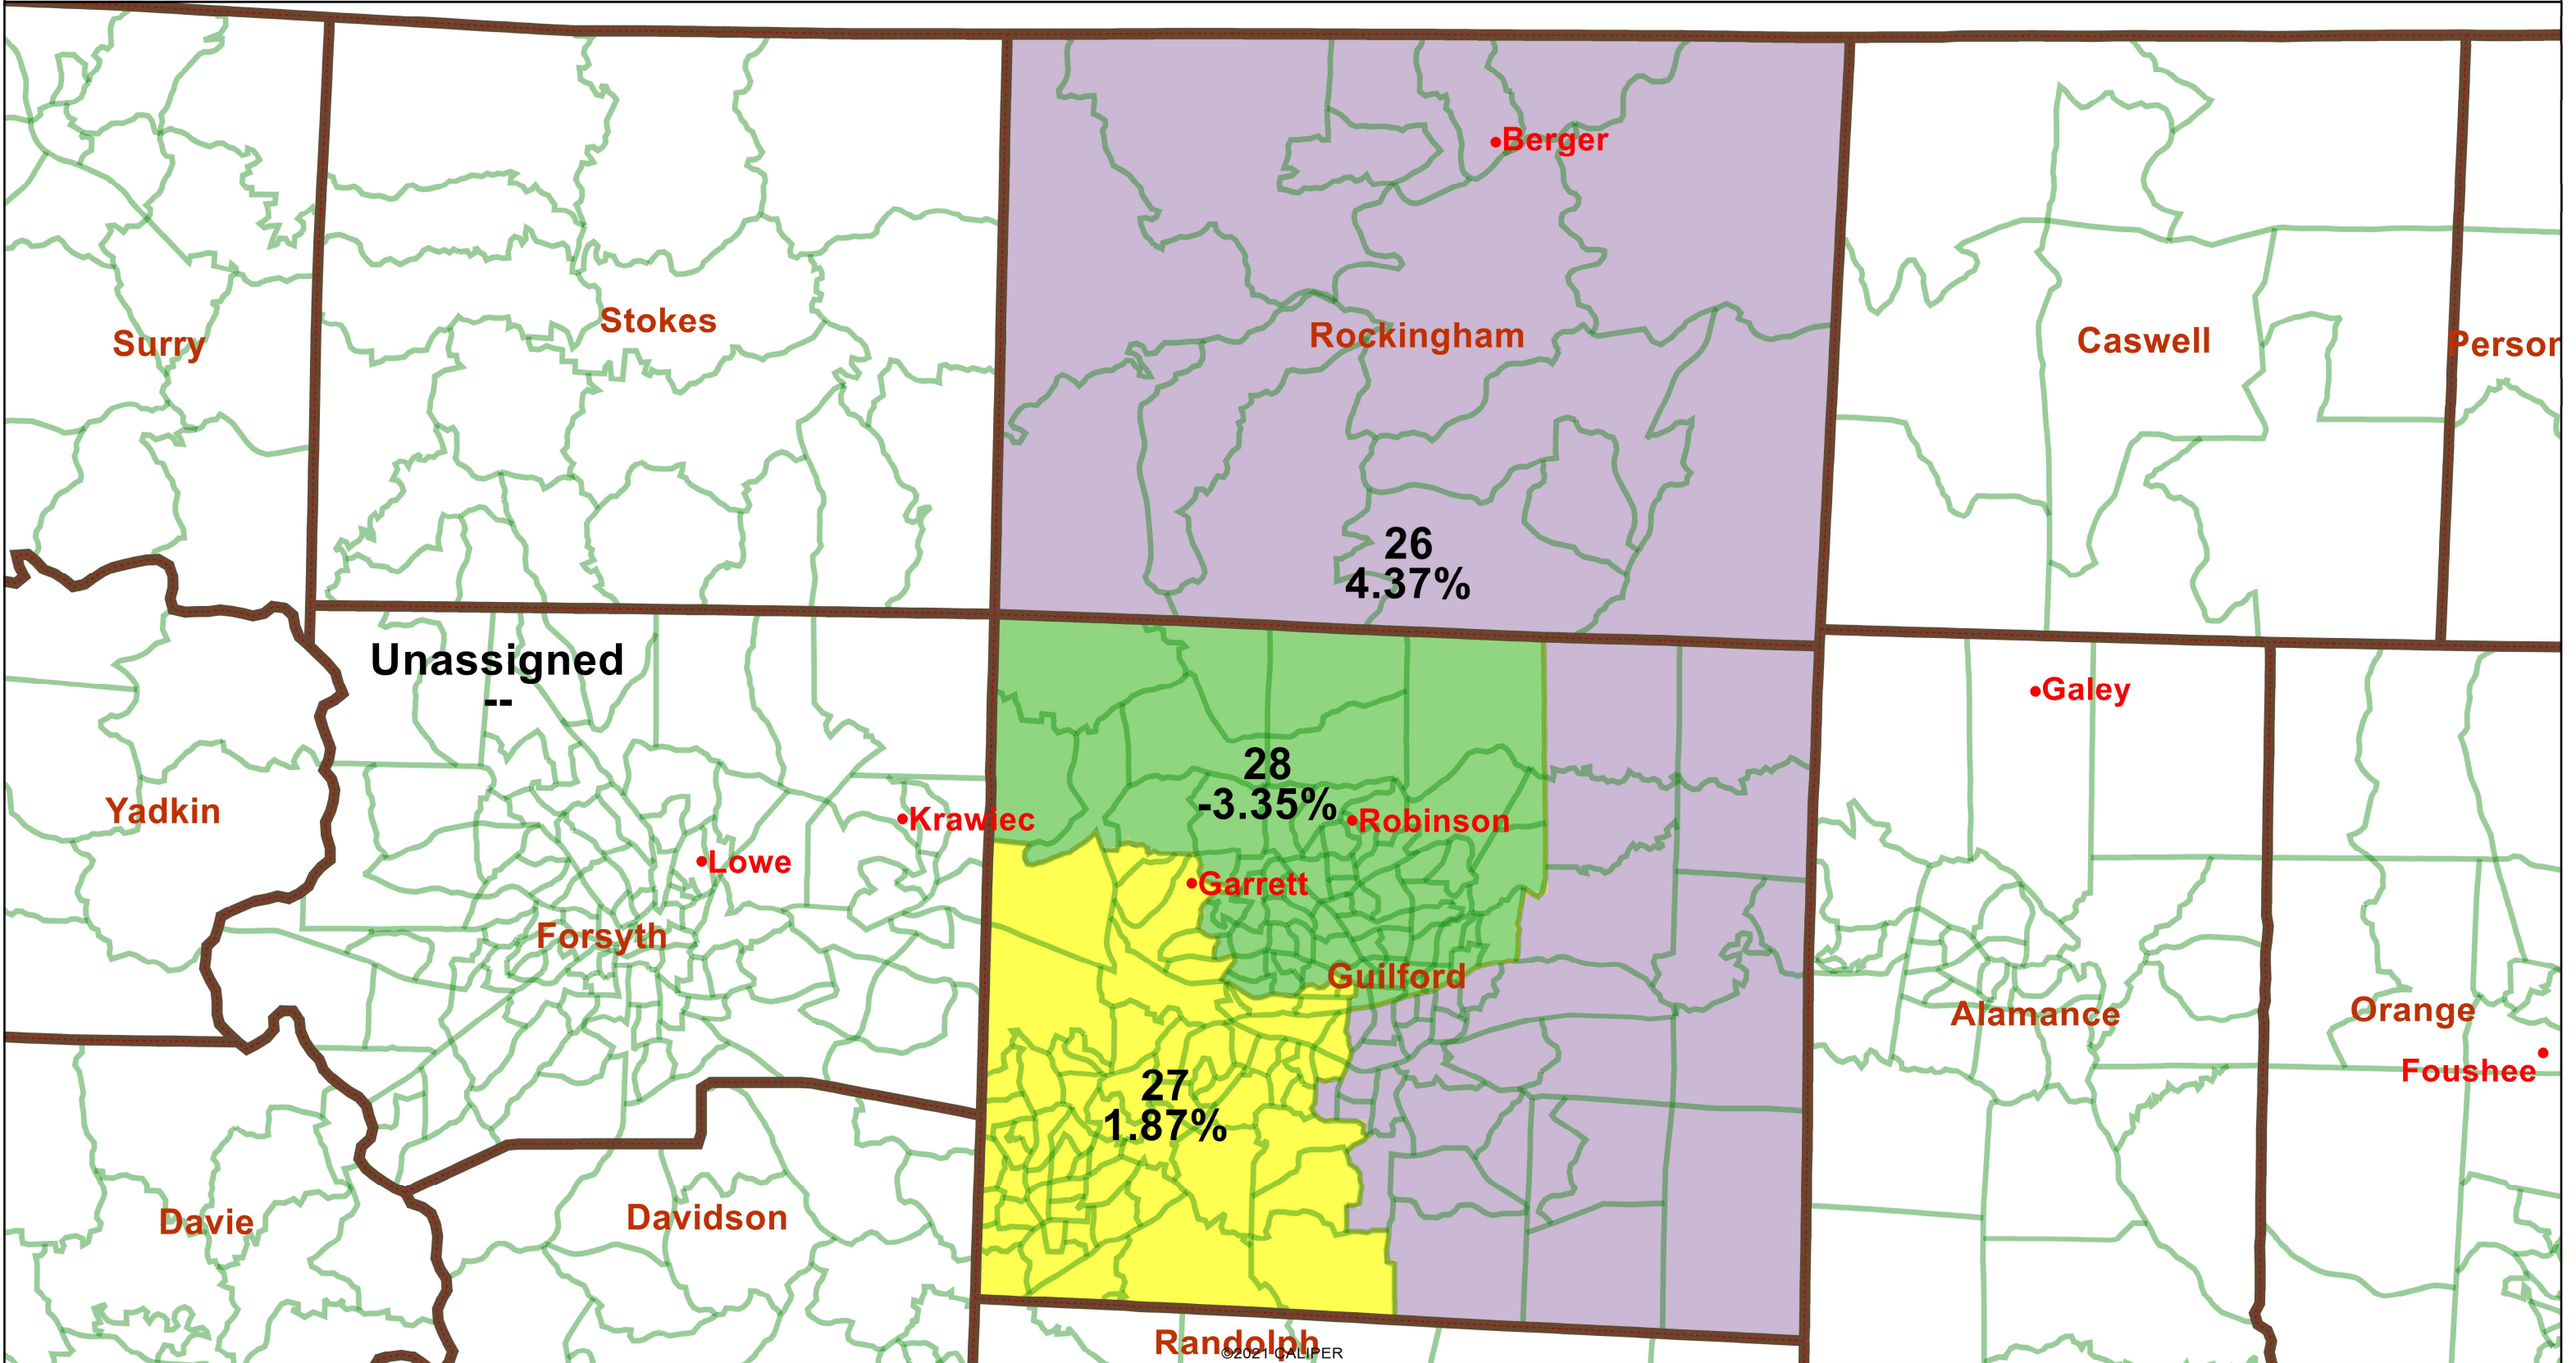 Berger
Surry
Stokes
Rockingham
Caswell
Person
26
4.37%
Unassigned
--
Galey
28
-3.35%
Yadkin
Krawiec
Robinson
Lowe
Garrett
Forsyth
Guilford
Alamance
Orange
Foushee
27
1.87%
Davie
Davidson
Randolph
©2021 CALIPER